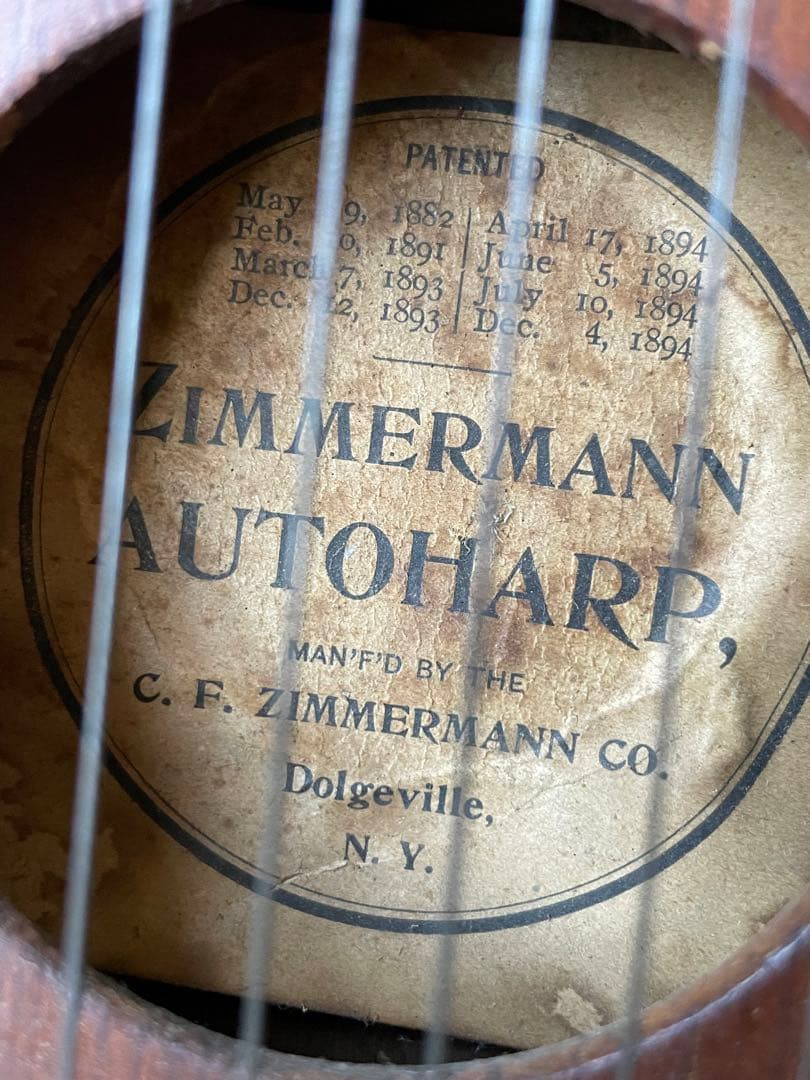 PATENTED
May 9, 1882 | April 17, 1894
Feb. 10, 1891 | June 5, 1894
March 7, 1893 | July 10, 1894
Dec. 12, 1893 | Dec. 4, 1894
ZIMMERMANN
AUTOHARP,
MAN'F'D BY THE
C. F. ZIMMERMANN CO.
Dolgeville,
N. Y.